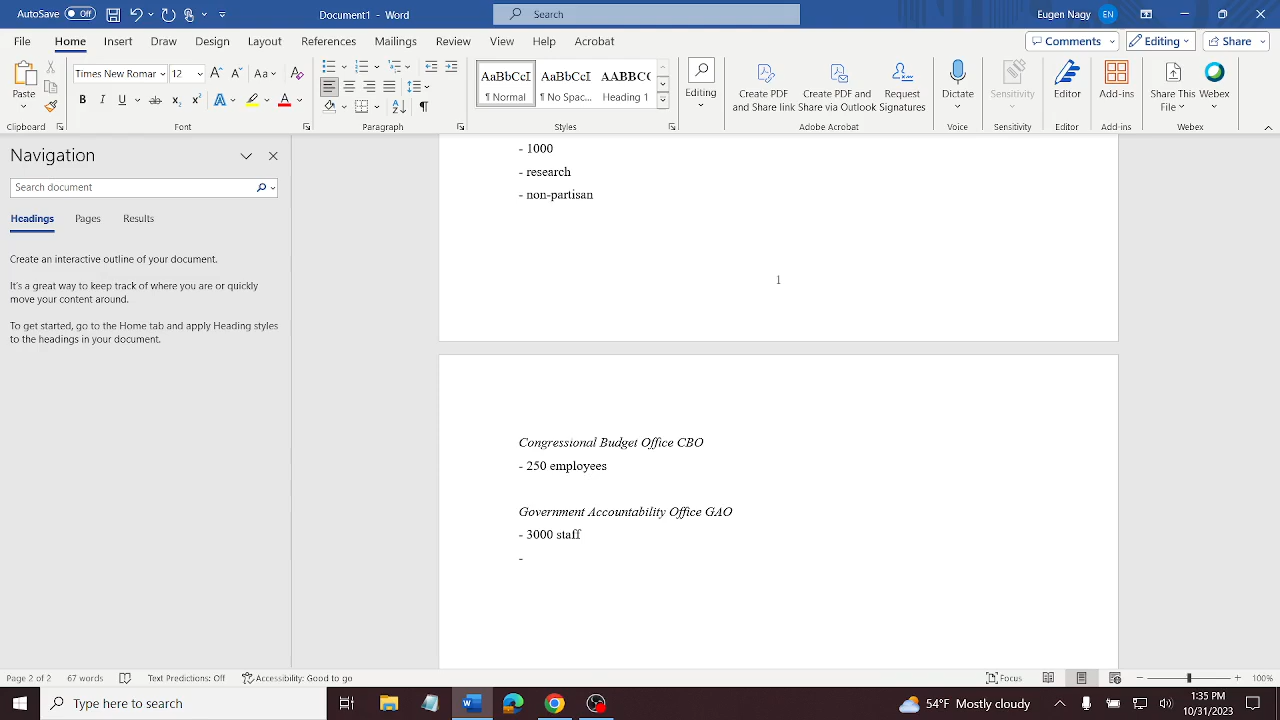 AutoSave Off Document1 - Word Search Eugen Nagy EN
File Home Insert Draw Design Layout References Mailings Review View Help Acrobat Comments Editing Share
Paste Times New Romar 12 Aa A AaBbCcI AaBbCcI AABBC( Editing Create PDF and Share link Create PDF and Share via Outlook Request Signatures Dictate Sensitivity Editor Add-ins Share This File Webex
B I U ab x₂ x² A A ¶ Normal ¶ No Spac... Heading 1
Clipboard Font Paragraph Styles Adobe Acrobat Voice Sensitivity Editor Add-ins Webex
Navigation
Search document
Headings Pages Results
Create an interactive outline of your document.
It's a great way to keep track of where you are or quickly
move your content around.
To get started, go to the Home tab and apply Heading styles
to the headings in your document.
- 1000
- research
- non-partisan
1
Congressional Budget Office CBO
- 250 employees
Government Accountability Office GAO
- 3000 staff
-
Page 2 of 2 67 words Text Predictions: Off Accessibility: Good to go Focus 100%
Type here to search 54°F Mostly cloudy 1:35 PM
10/31/2023